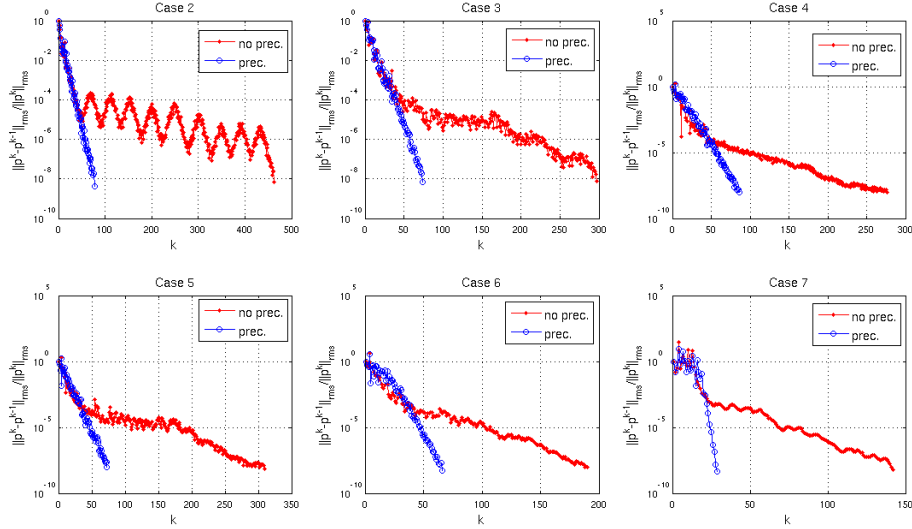 Case 2
10^0
10^-2
10^-4
10^-6
10^-8
10^-10
||p^k-p^k-1||_rms/||p^k||_rms
no prec.
prec.
0 100 200 300 400 500
k
Case 3
10^0
10^-2
10^-4
10^-6
10^-8
10^-10
||p^k-p^k-1||_rms/||p^k||_rms
no prec.
prec.
0 50 100 150 200 250 300
k
Case 4
10^5
10^0
10^-5
10^-10
||p^k-p^k-1||_rms/||p^k||_rms
no prec.
prec.
0 50 100 150 200 250 300
k
Case 5
10^5
10^0
10^-5
10^-10
||p^k-p^k-1||_rms/||p^k||_rms
no prec.
prec.
0 50 100 150 200 250 300 350
k
Case 6
10^5
10^0
10^-5
10^-10
||p^k-p^k-1||_rms/||p^k||_rms
no prec.
prec.
0 50 100 150 200
k
Case 7
10^5
10^0
10^-5
10^-10
||p^k-p^k-1||_rms/||p^k||_rms
no prec.
prec.
0 50 100 150
k